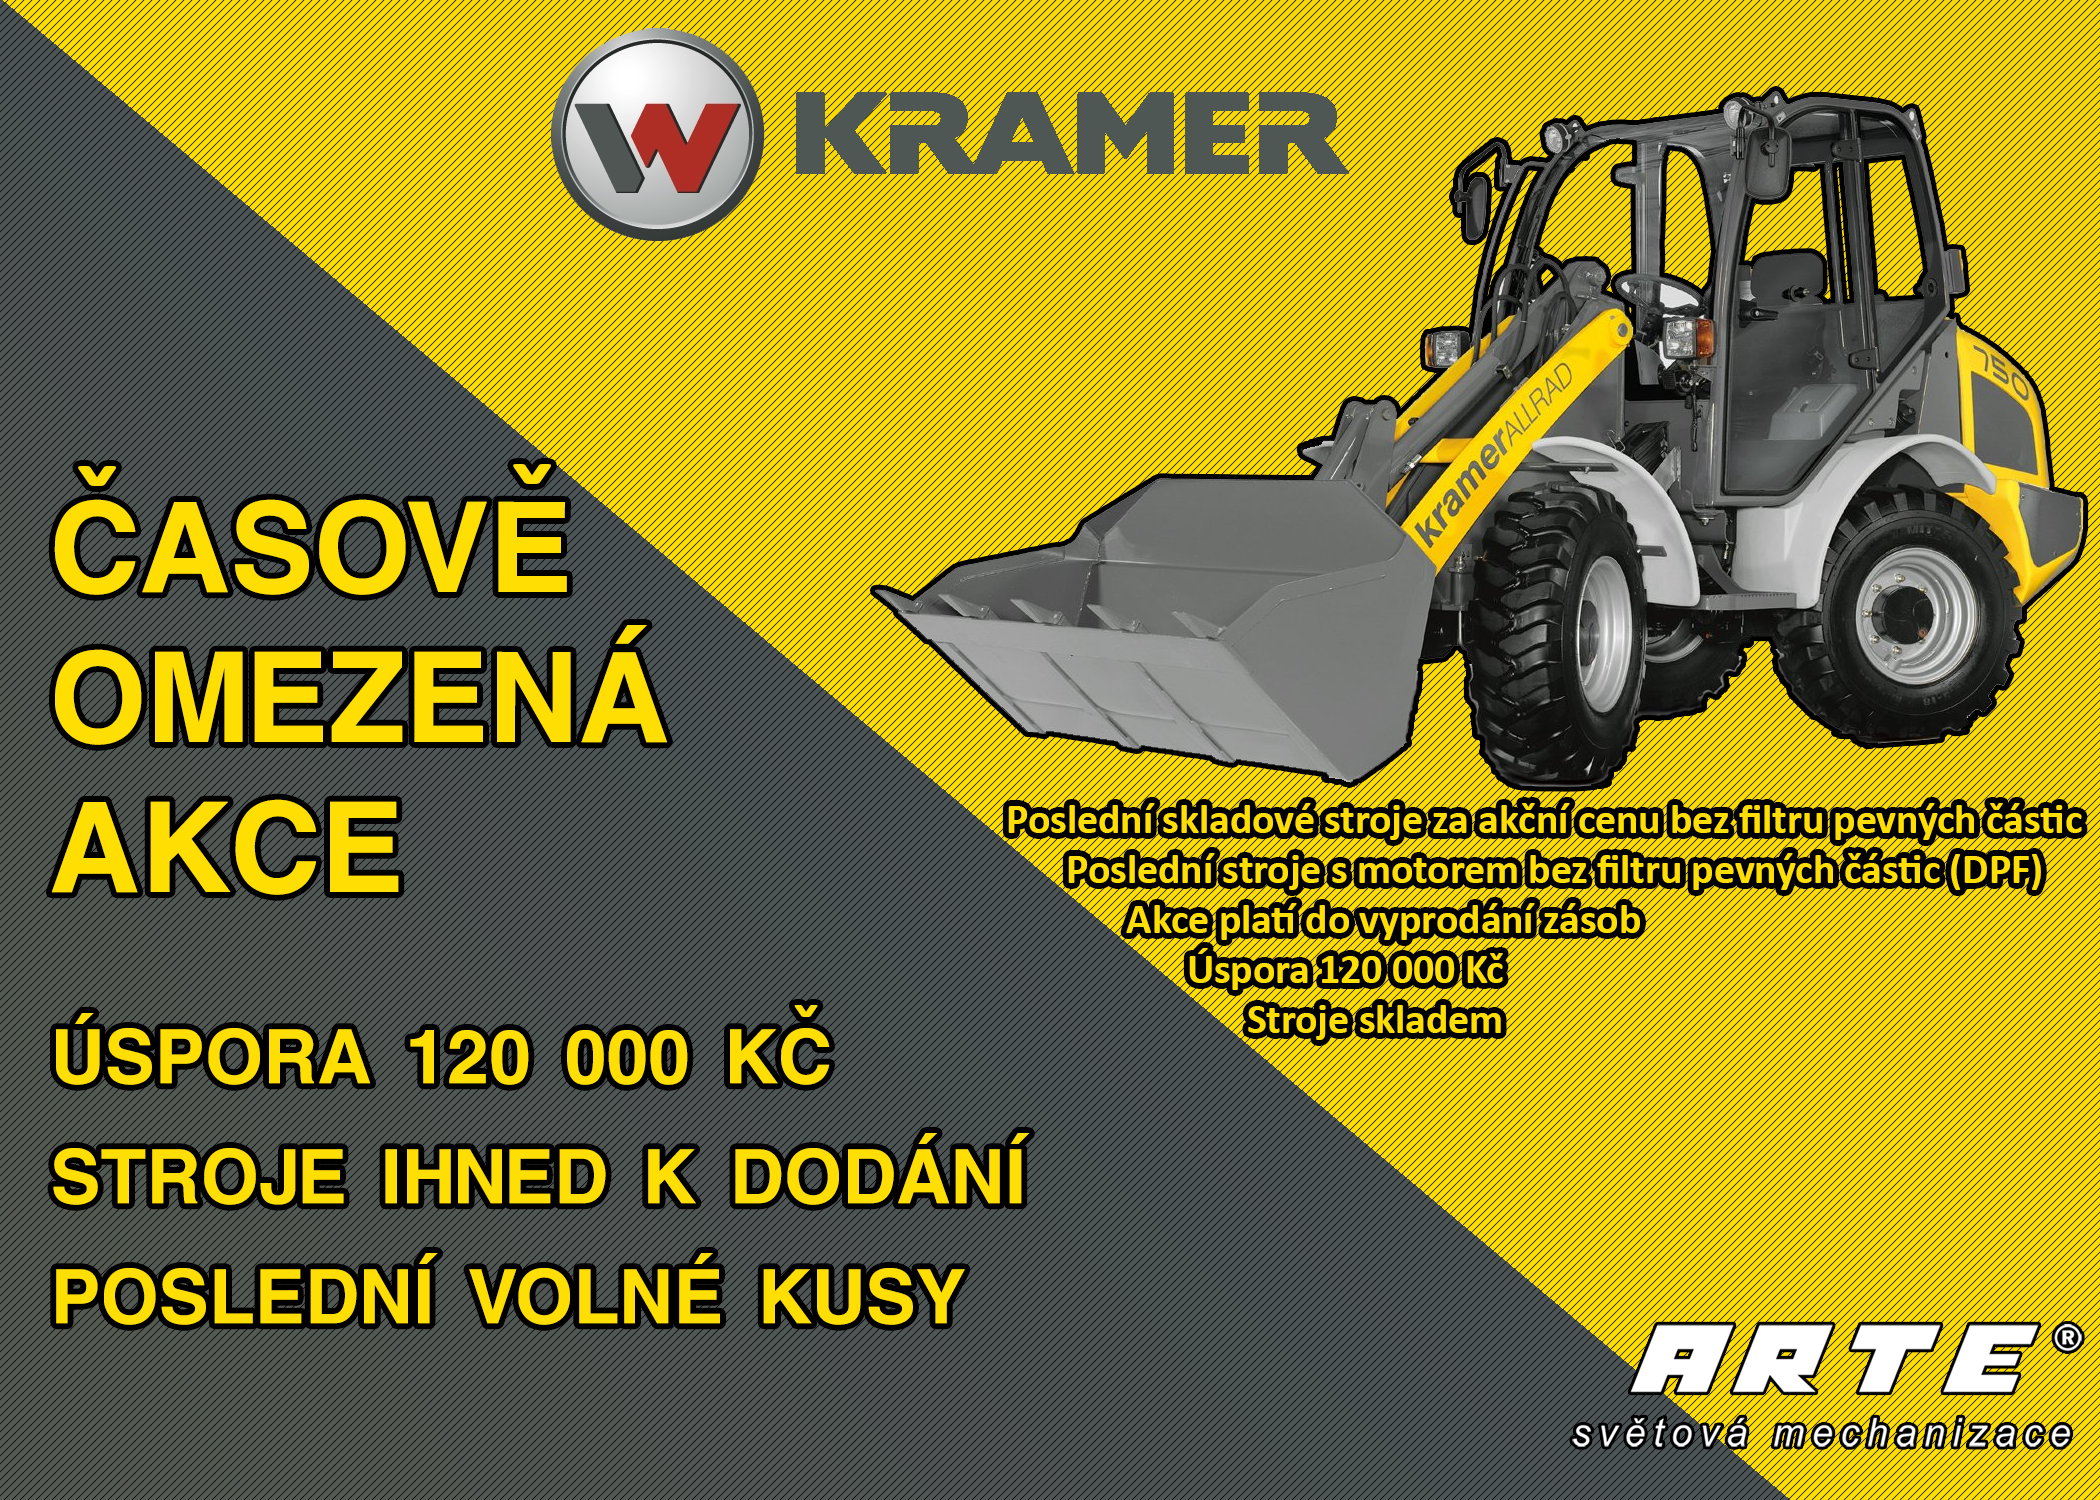 KRAMER
750
kramerALLRAD
ČASOVĚ
OMEZENÁ
AKCE
Poslední skladové stroje za akční cenu bez filtru pevných částic
Poslední stroje s motorem bez filtru pevných částic (DPF)
Akce platí do vyprodání zásob
Úspora 120 000 Kč
Stroje skladem
ÚSPORA 120 000 KČ
STROJE IHNED K DODÁNÍ
POSLEDNÍ VOLNÉ KUSY
ARTE®
světová mechanizace